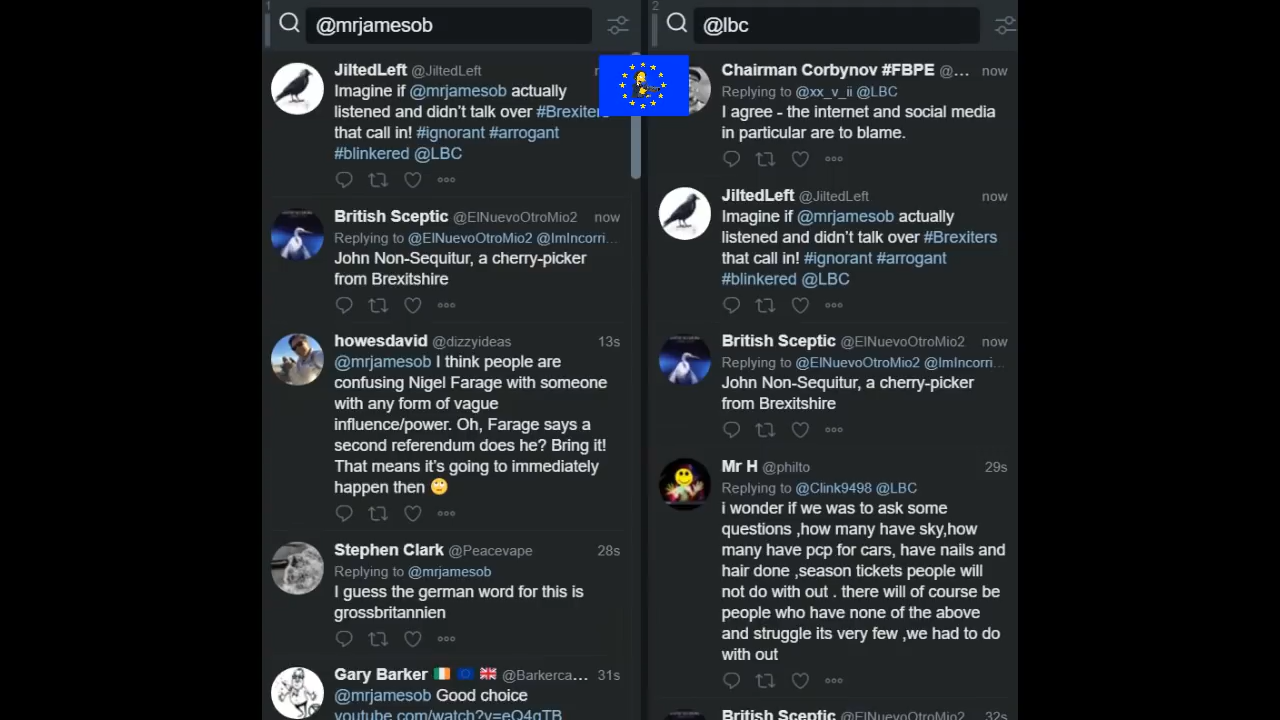 1
@mrjamesob
JiltedLeft @JiltedLeft
Imagine if @mrjamesob actually
listened and didn't talk over #Brexiters
that call in! #ignorant #arrogant
#blinkered @LBC
British Sceptic @ElNuevoOtroMio2 now
Replying to @ElNuevoOtroMio2 @ImIncorri...
John Non-Sequitur, a cherry-picker
from Brexitshire
howesdavid @dizzyideas 13s
@mrjamesob I think people are
confusing Nigel Farage with someone
with any form of vague
influence/power. Oh, Farage says a
second referendum does he? Bring it!
That means it's going to immediately
happen then 🙄
Stephen Clark @Peacevape 28s
Replying to @mrjamesob
I guess the german word for this is
grossbritannien
Gary Barker 🇮🇪 🇪🇺 🇬🇧 @Barkerca... 31s
@mrjamesob Good choice
youtube.com/watch?v=eQ4gTB
2
@lbc
Chairman Corbynov #FBPE @... now
Replying to @xx_v_ii @LBC
I agree - the internet and social media
in particular are to blame.
JiltedLeft @JiltedLeft now
Imagine if @mrjamesob actually
listened and didn't talk over #Brexiters
that call in! #ignorant #arrogant
#blinkered @LBC
British Sceptic @ElNuevoOtroMio2 now
Replying to @ElNuevoOtroMio2 @ImIncorri...
John Non-Sequitur, a cherry-picker
from Brexitshire
Mr H @philto 29s
Replying to @Clink9498 @LBC
i wonder if we was to ask some
questions ,how many have sky,how
many have pcp for cars, have nails and
hair done ,season tickets people will
not do with out . there will of course be
people who have none of the above
and struggle its very few ,we had to do
with out
British Sceptic @ElNuevoOtroMio2 32s